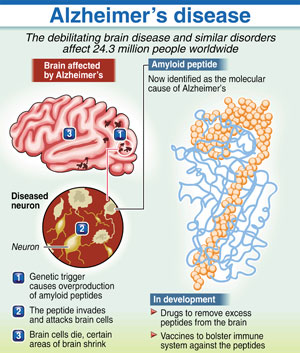 Alzheimer's disease
The debilitating brain disease and similar disorders
affect 24.3 million people worldwide
Brain affected
by Alzheimer's
Amyloid peptide
Now identified as the molecular
cause of Alzheimer's
3
1
Diseased
neuron
2
Neuron
1 Genetic trigger
causes overproduction
of amyloid peptides
2 The peptide invades
and attacks brain cells
3 Brain cells die, certain
areas of brain shrink
In development
Drugs to remove excess
peptides from the brain
Vaccines to bolster immune
system against the peptides